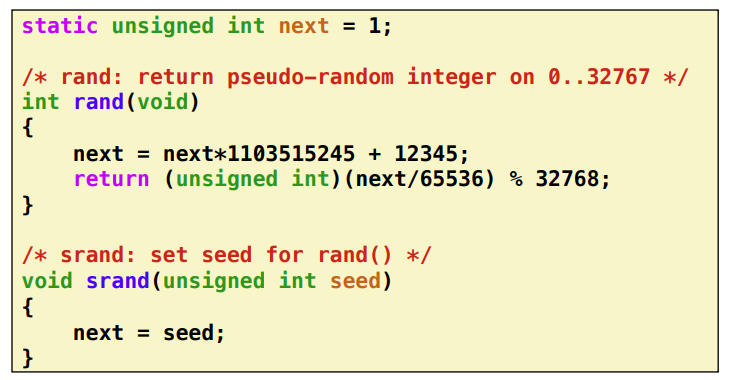 static unsigned int next = 1;
/* rand: return pseudo-random integer on 0..32767 */
int rand(void)
{
    next = next*1103515245 + 12345;
    return (unsigned int)(next/65536) % 32768;
}
/* srand: set seed for rand() */
void srand(unsigned int seed)
{
    next = seed;
}